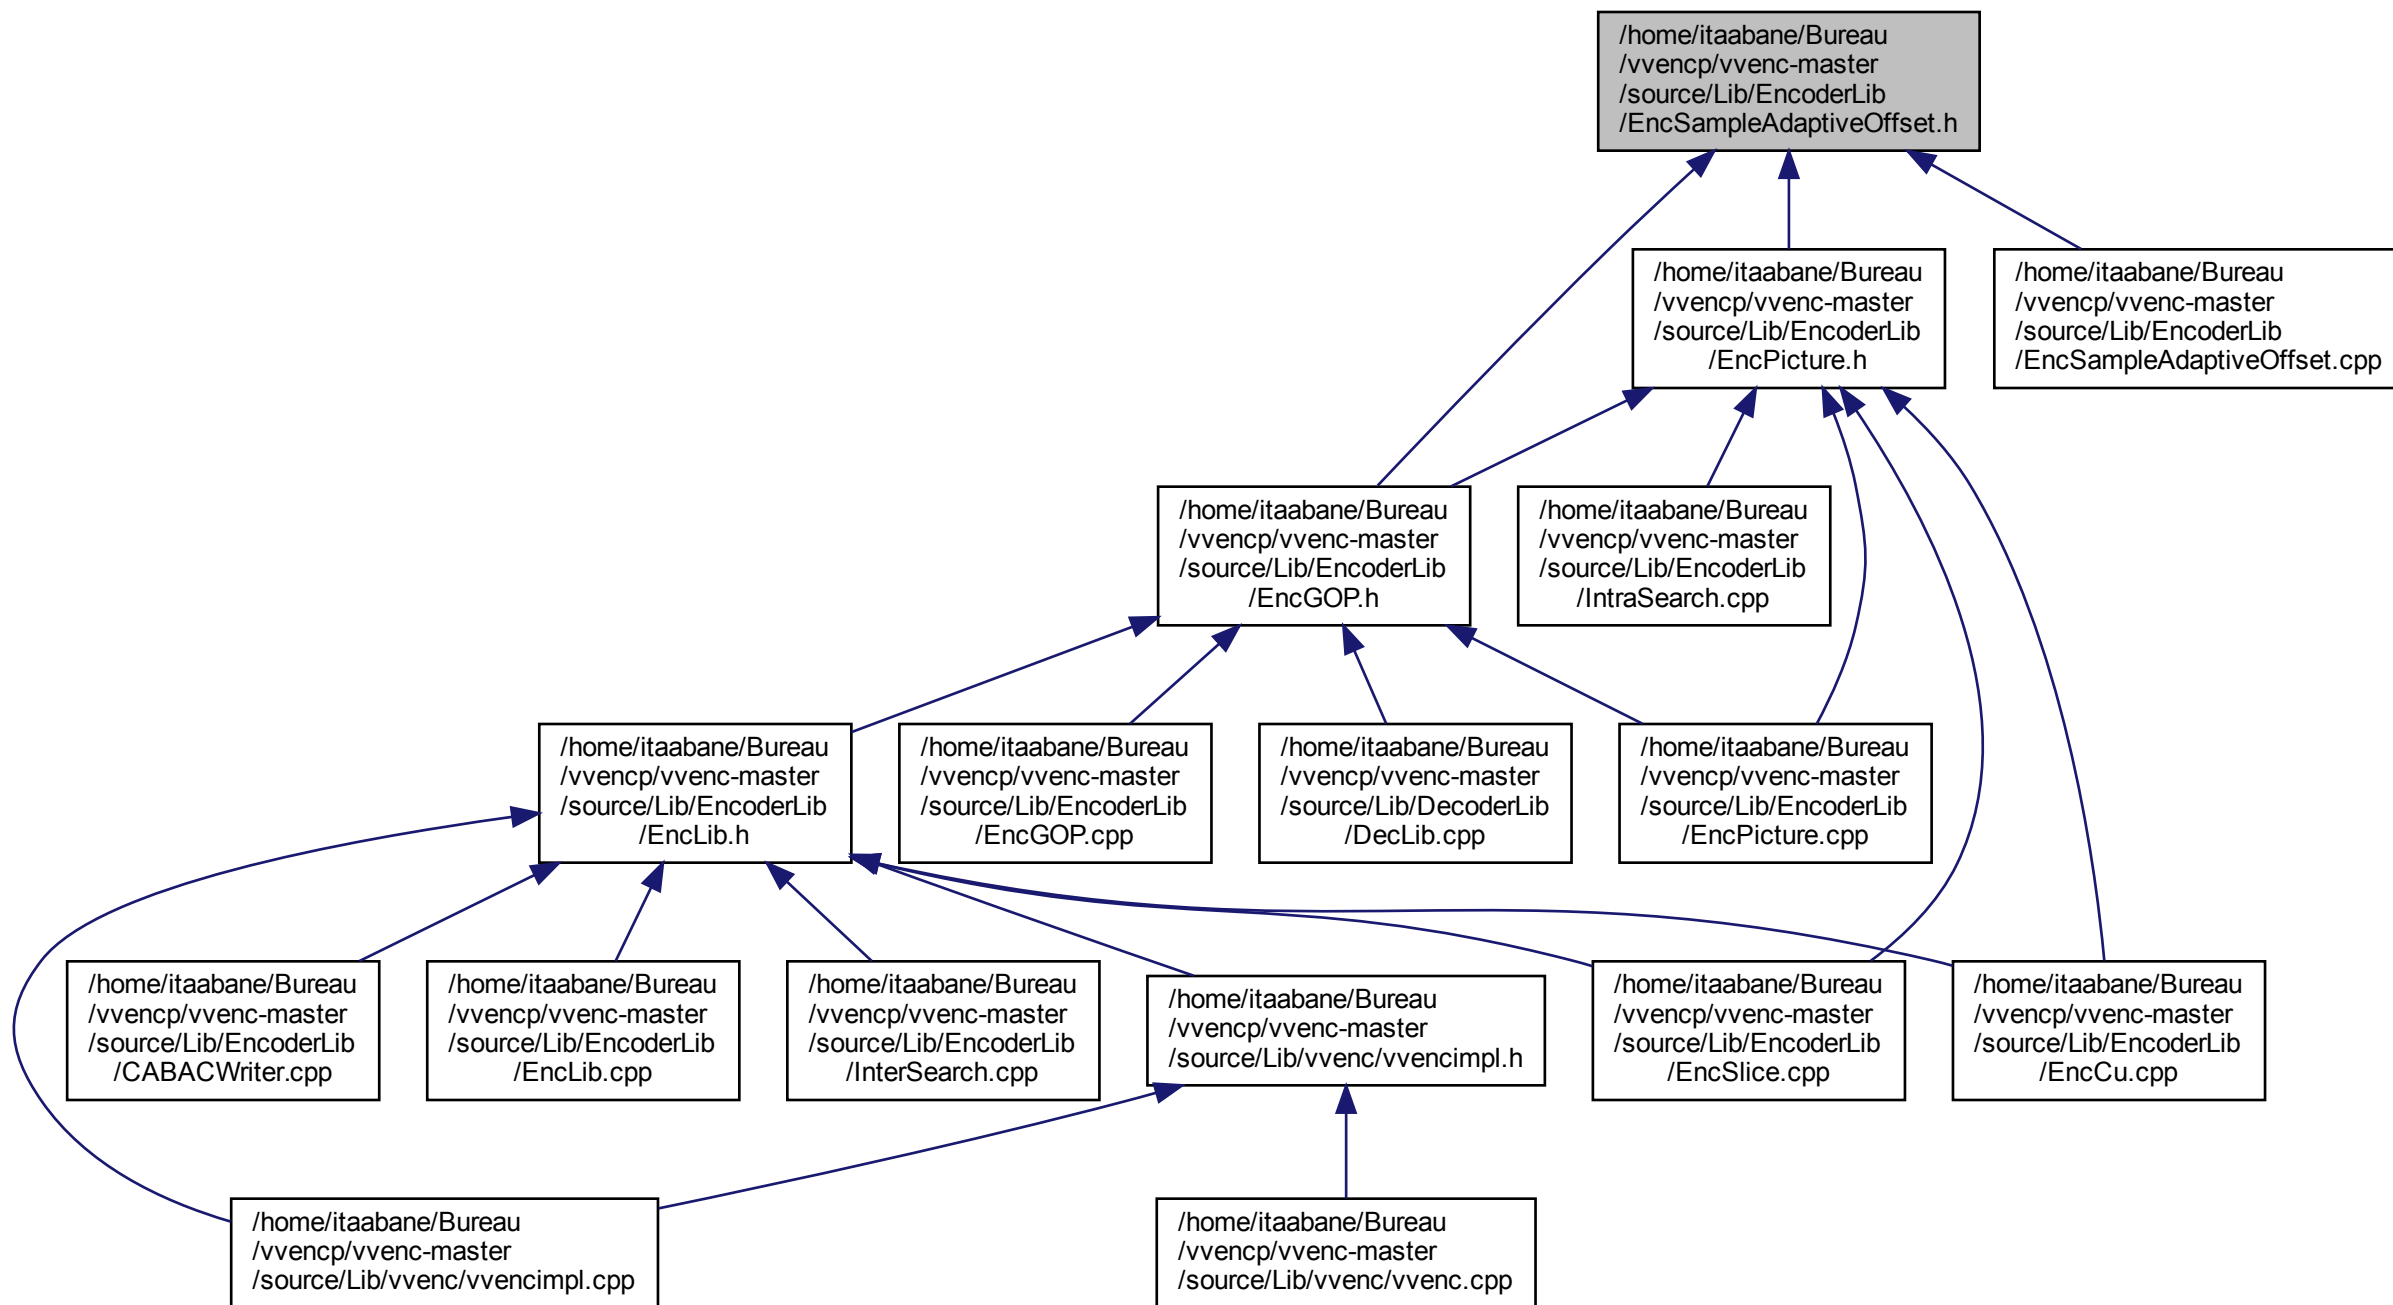 /home/itaabane/Bureau
/vvencp/vvenc-master
/source/Lib/EncoderLib
/EncSampleAdaptiveOffset.h
/home/itaabane/Bureau
/vvencp/vvenc-master
/source/Lib/EncoderLib
/EncPicture.h
/home/itaabane/Bureau
/vvencp/vvenc-master
/source/Lib/EncoderLib
/EncSampleAdaptiveOffset.cpp
/home/itaabane/Bureau
/vvencp/vvenc-master
/source/Lib/EncoderLib
/EncGOP.h
/home/itaabane/Bureau
/vvencp/vvenc-master
/source/Lib/EncoderLib
/IntraSearch.cpp
/home/itaabane/Bureau
/vvencp/vvenc-master
/source/Lib/EncoderLib
/EncLib.h
/home/itaabane/Bureau
/vvencp/vvenc-master
/source/Lib/EncoderLib
/EncGOP.cpp
/home/itaabane/Bureau
/vvencp/vvenc-master
/source/Lib/DecoderLib
/DecLib.cpp
/home/itaabane/Bureau
/vvencp/vvenc-master
/source/Lib/EncoderLib
/EncPicture.cpp
/home/itaabane/Bureau
/vvencp/vvenc-master
/source/Lib/EncoderLib
/CABACWriter.cpp
/home/itaabane/Bureau
/vvencp/vvenc-master
/source/Lib/EncoderLib
/EncLib.cpp
/home/itaabane/Bureau
/vvencp/vvenc-master
/source/Lib/EncoderLib
/InterSearch.cpp
/home/itaabane/Bureau
/vvencp/vvenc-master
/source/Lib/vvenc/vvencimpl.h
/home/itaabane/Bureau
/vvencp/vvenc-master
/source/Lib/EncoderLib
/EncSlice.cpp
/home/itaabane/Bureau
/vvencp/vvenc-master
/source/Lib/EncoderLib
/EncCu.cpp
/home/itaabane/Bureau
/vvencp/vvenc-master
/source/Lib/vvenc/vvencimpl.cpp
/home/itaabane/Bureau
/vvencp/vvenc-master
/source/Lib/vvenc/vvenc.cpp